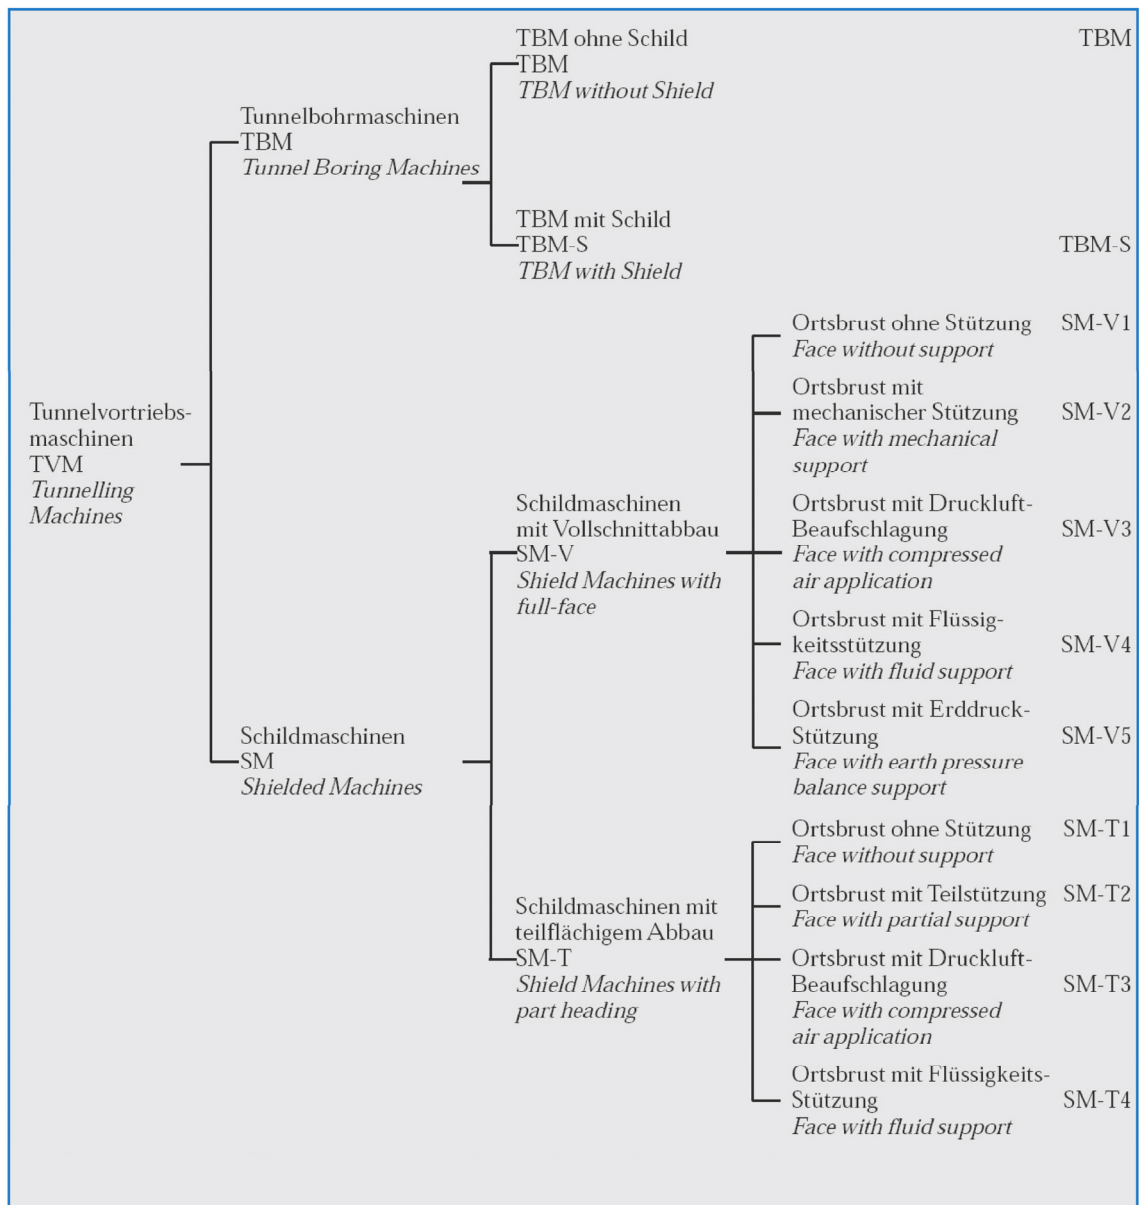 TBM ohne Schild
TBM
TBM without Shield
TBM
Tunnelbohrmaschinen
TBM
Tunnel Boring Machines
TBM mit Schild
TBM-S
TBM with Shield
TBM-S
Tunnelvortriebs-
maschinen
TVM
Tunnelling
Machines
Ortsbrust ohne Stützung
Face without support
SM-V1
Ortsbrust mit
mechanischer Stützung
Face with mechanical
support
SM-V2
Schildmaschinen
mit Vollschnittabbau
SM-V
Shield Machines with
full-face
Ortsbrust mit Druckluft-
Beaufschlagung
Face with compressed
air application
SM-V3
Ortsbrust mit Flüssig-
keitsstützung
Face with fluid support
SM-V4
Ortsbrust mit Erddruck-
Stützung
Face with earth pressure
balance support
SM-V5
Schildmaschinen
SM
Shielded Machines
Ortsbrust ohne Stützung
Face without support
SM-T1
Ortsbrust mit Teilstützung
Face with partial support
SM-T2
Schildmaschinen mit
teilflächigem Abbau
SM-T
Shield Machines with
part heading
Ortsbrust mit Druckluft-
Beaufschlagung
Face with compressed
air application
SM-T3
Ortsbrust mit Flüssigkeits-
Stützung
Face with fluid support
SM-T4